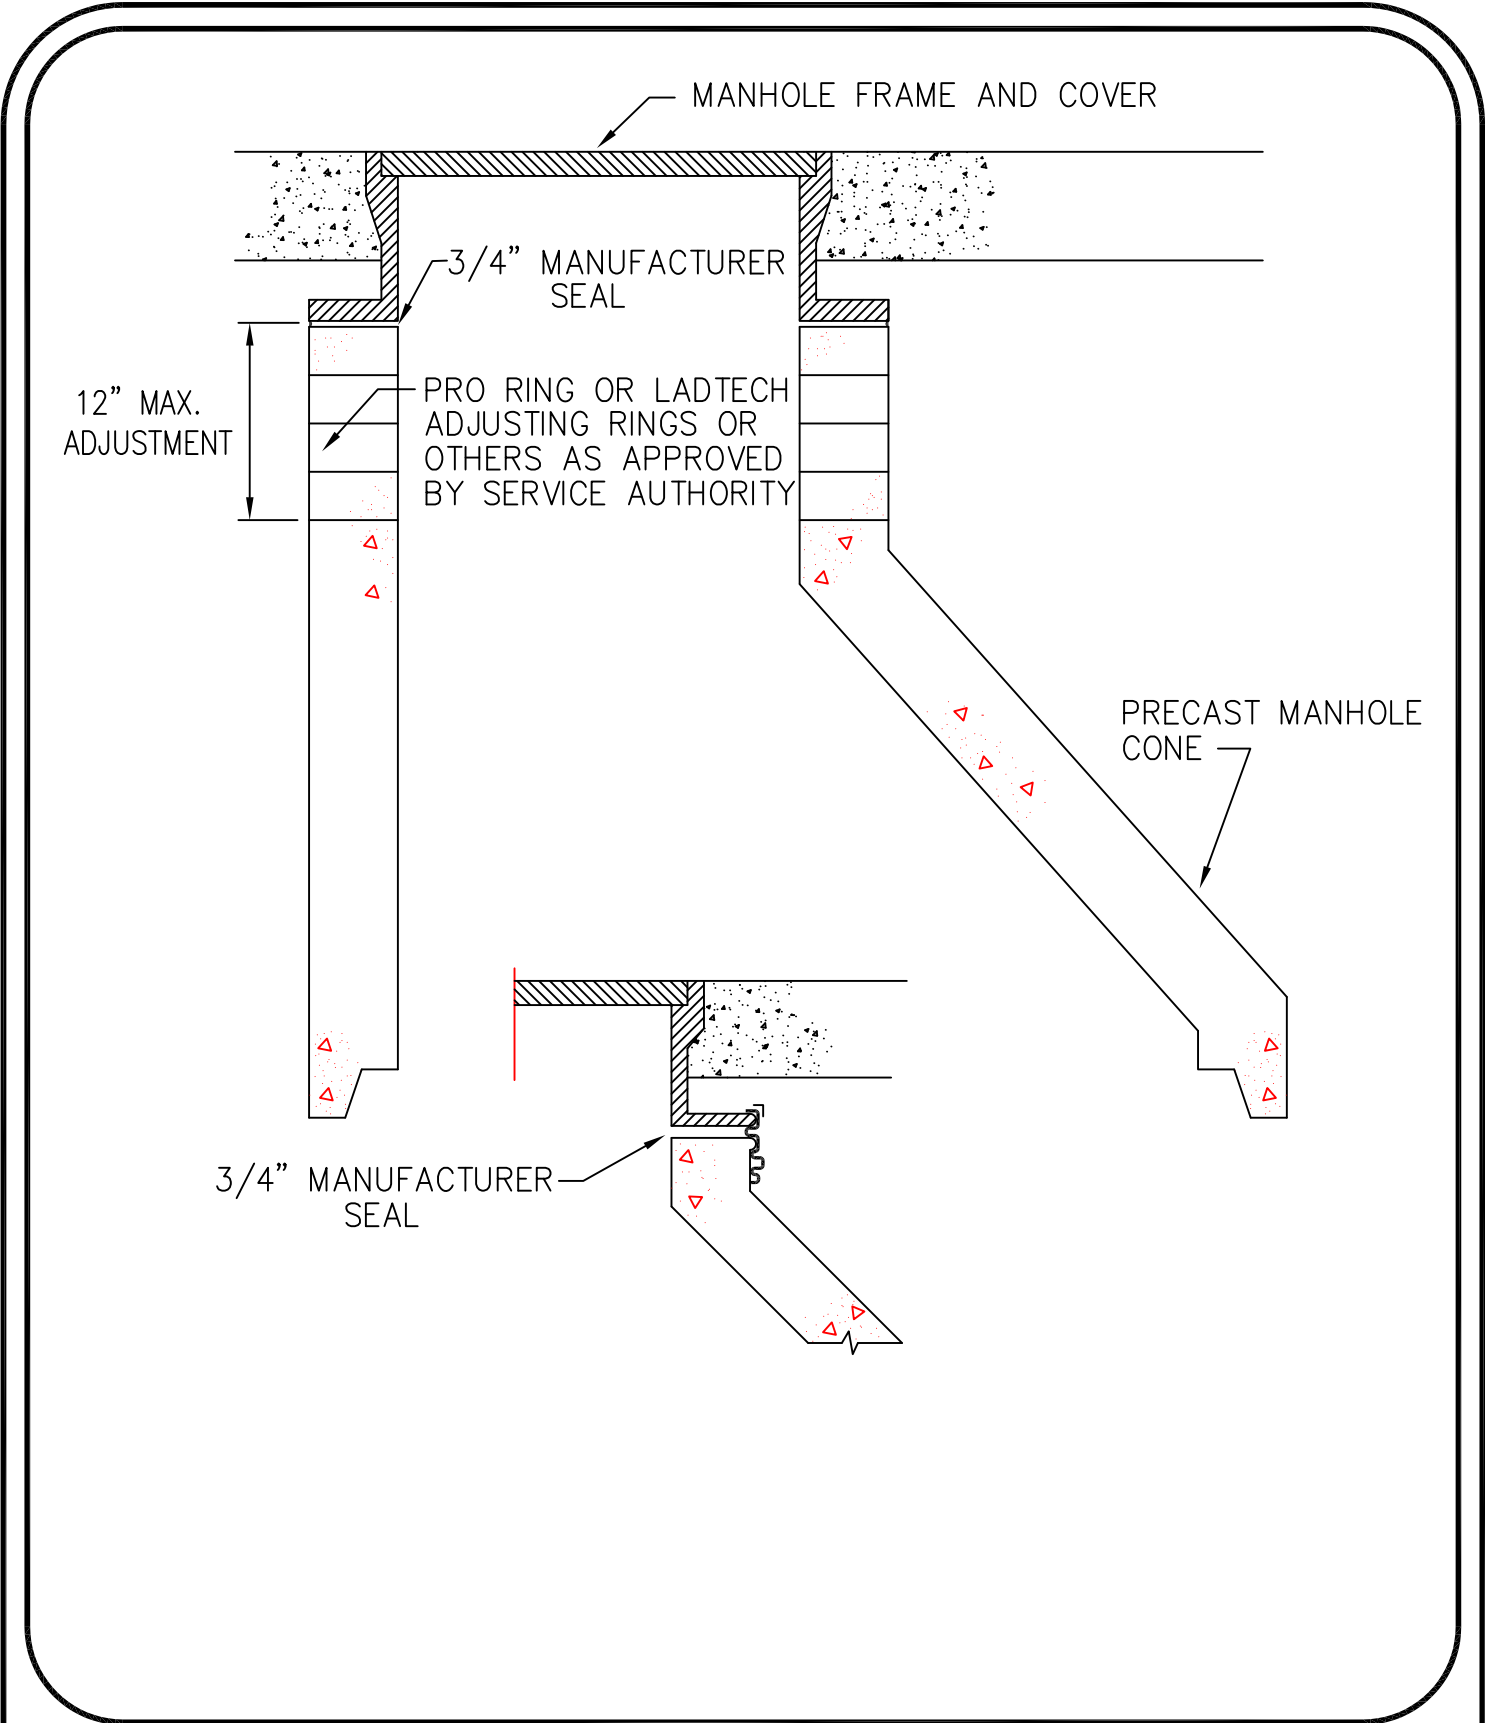 MANHOLE FRAME AND COVER
3/4” MANUFACTURER
SEAL
12” MAX.
ADJUSTMENT
PRO RING OR LADTECH
ADJUSTING RINGS OR
OTHERS AS APPROVED
BY SERVICE AUTHORITY
PRECAST MANHOLE
CONE
3/4” MANUFACTURER
SEAL